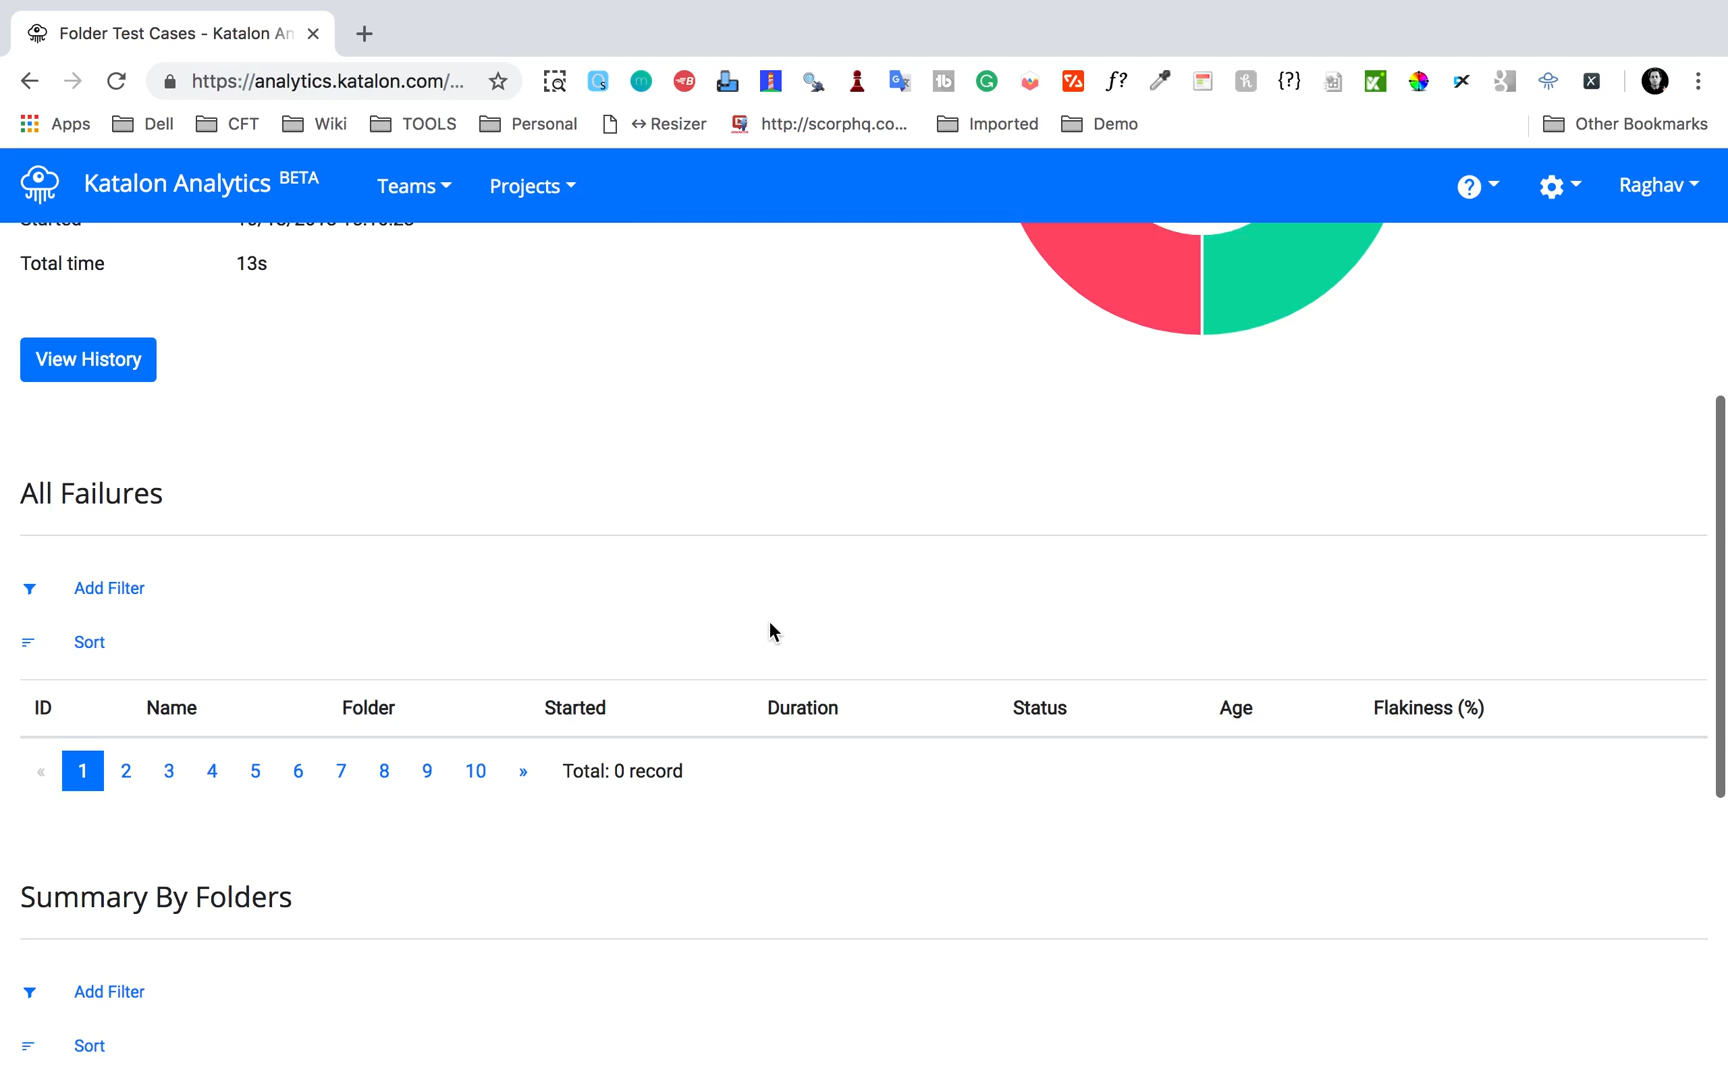 Folder Test Cases - Katalon An
https://analytics.katalon.com/...
Apps Dell CFT Wiki TOOLS Personal ↔Resizer http://scorphq.co... Imported Demo Other Bookmarks
Katalon Analytics BETA Teams Projects Raghav
Total time 13s
View History
All Failures
Add Filter
Sort
ID Name Folder Started Duration Status Age Flakiness (%)
« 1 2 3 4 5 6 7 8 9 10 » Total: 0 record
Summary By Folders
Add Filter
Sort